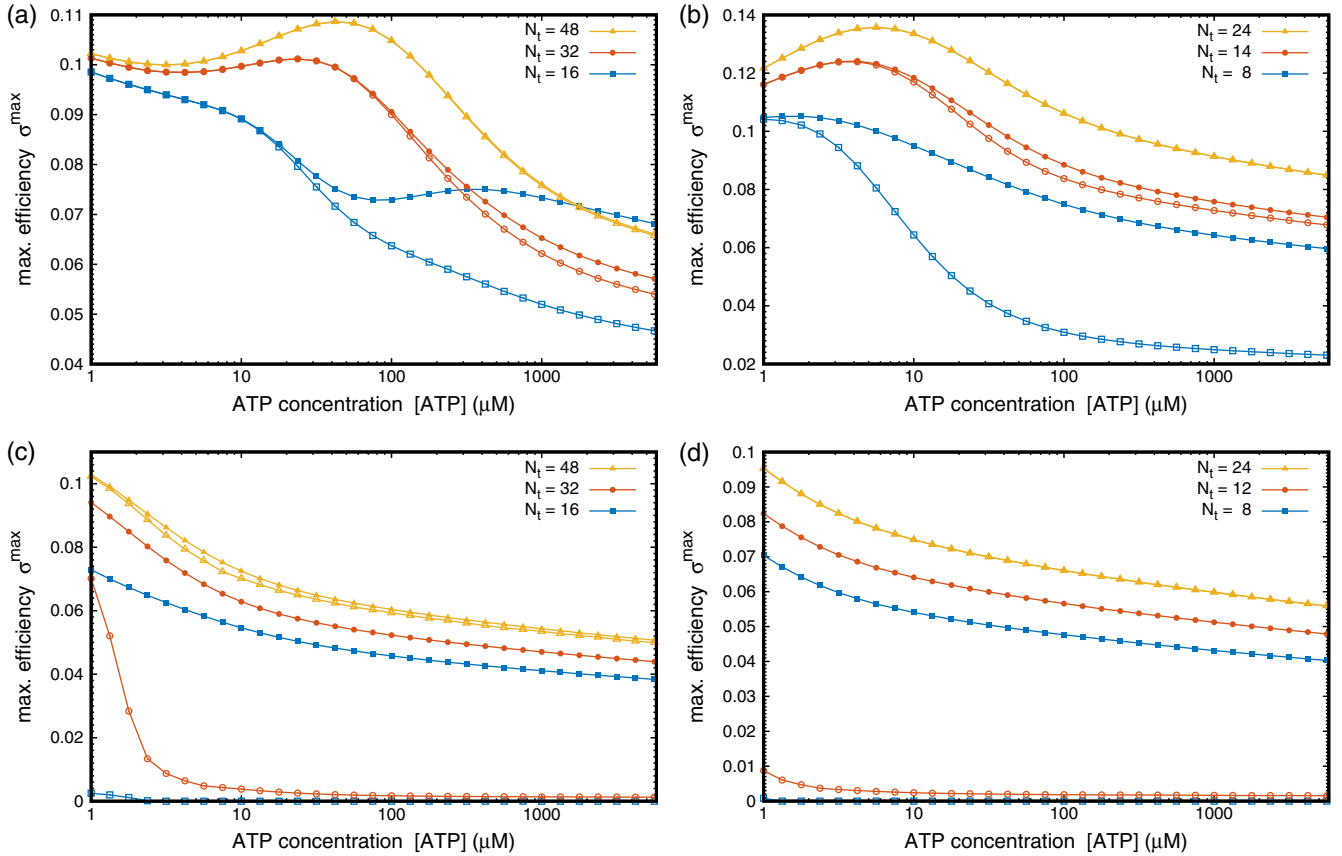 (a)
max. efficiency σ^max
0.11
0.1
0.09
0.08
0.07
0.06
0.05
0.04
N_t = 48
N_t = 32
N_t = 16
1 10 100 1000
ATP concentration [ATP] (μM)
(b)
max. efficiency σ^max
0.14
0.12
0.1
0.08
0.06
0.04
0.02
N_t = 24
N_t = 14
N_t = 8
1 10 100 1000
ATP concentration [ATP] (μM)
(c)
max. efficiency σ^max
0.1
0.08
0.06
0.04
0.02
0
N_t = 48
N_t = 32
N_t = 16
1 10 100 1000
ATP concentration [ATP] (μM)
(d)
max. efficiency σ^max
0.1
0.09
0.08
0.07
0.06
0.05
0.04
0.03
0.02
0.01
0
N_t = 24
N_t = 12
N_t = 8
1 10 100 1000
ATP concentration [ATP] (μM)